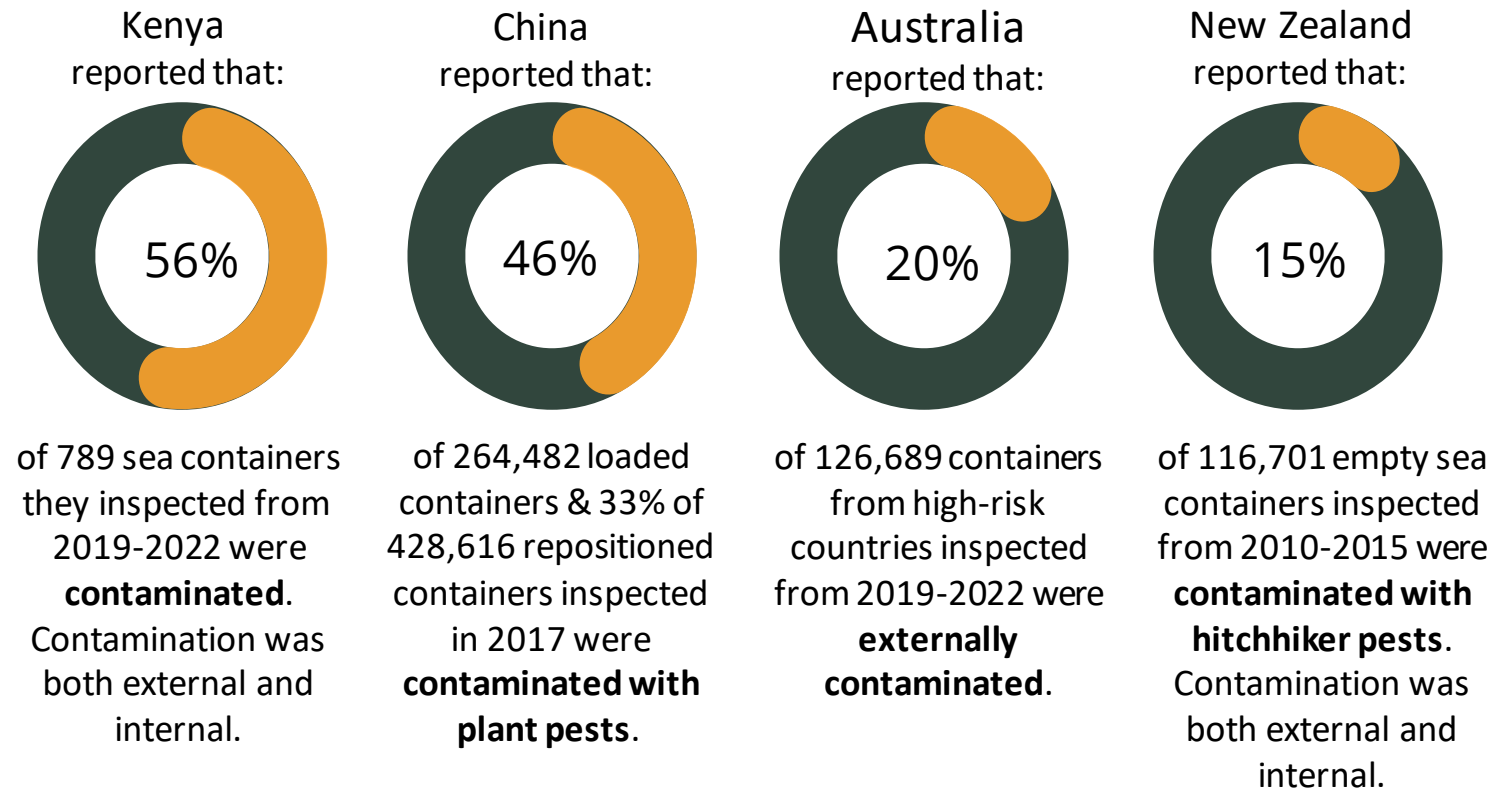 Kenya
reported that:
56%
of 789 sea containers
they inspected from
2019-2022 were
contaminated.
Contamination was
both external and
internal.
China
reported that:
46%
of 264,482 loaded
containers & 33% of
428,616 repositioned
containers inspected
in 2017 were
contaminated with
plant pests.
Australia
reported that:
20%
of 126,689 containers
from high-risk
countries inspected
from 2019-2022 were
externally
contaminated.
New Zealand
reported that:
15%
of 116,701 empty sea
containers inspected
from 2010-2015 were
contaminated with
hitchhiker pests.
Contamination was
both external and
internal.